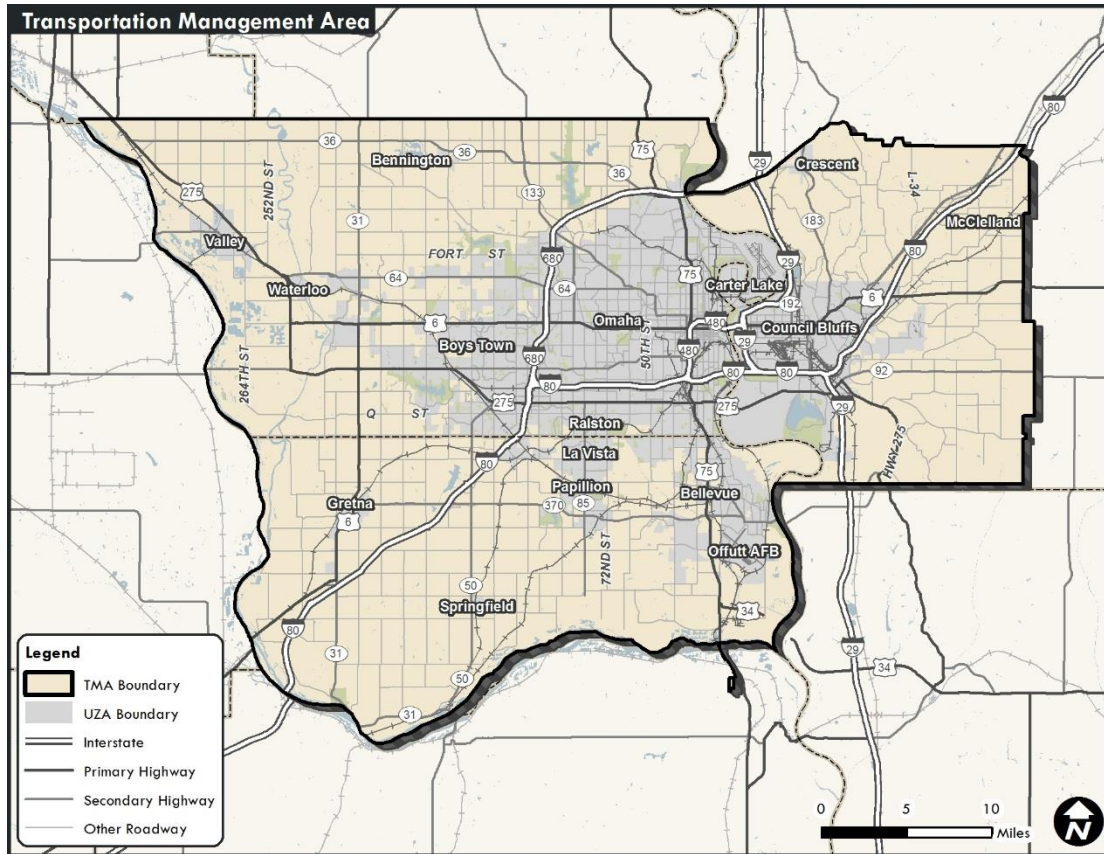 Transportation Management Area
80
29
36
Bennington
36
75
36
Crescent
L-34
275
252ND ST
31
133
183
McClelland
Valley
FORT ST
680
29
80
64
Waterloo
64
75
Carter Lake
192
6
6
Omaha
480
Council Bluffs
Boys Town
680
50TH ST
480
29
264TH ST
80
80
80
92
275
275
29
Q ST
Ralston
HWY-275
80
La Vista
75
Gretna
Papillion
Bellevue
6
370
85
Offutt AFB
72ND ST
50
Springfield
34
80
31
29
34
50
31
Legend
TMA Boundary
UZA Boundary
Interstate
Primary Highway
Secondary Highway
Other Roadway
0 5 10
Miles
N